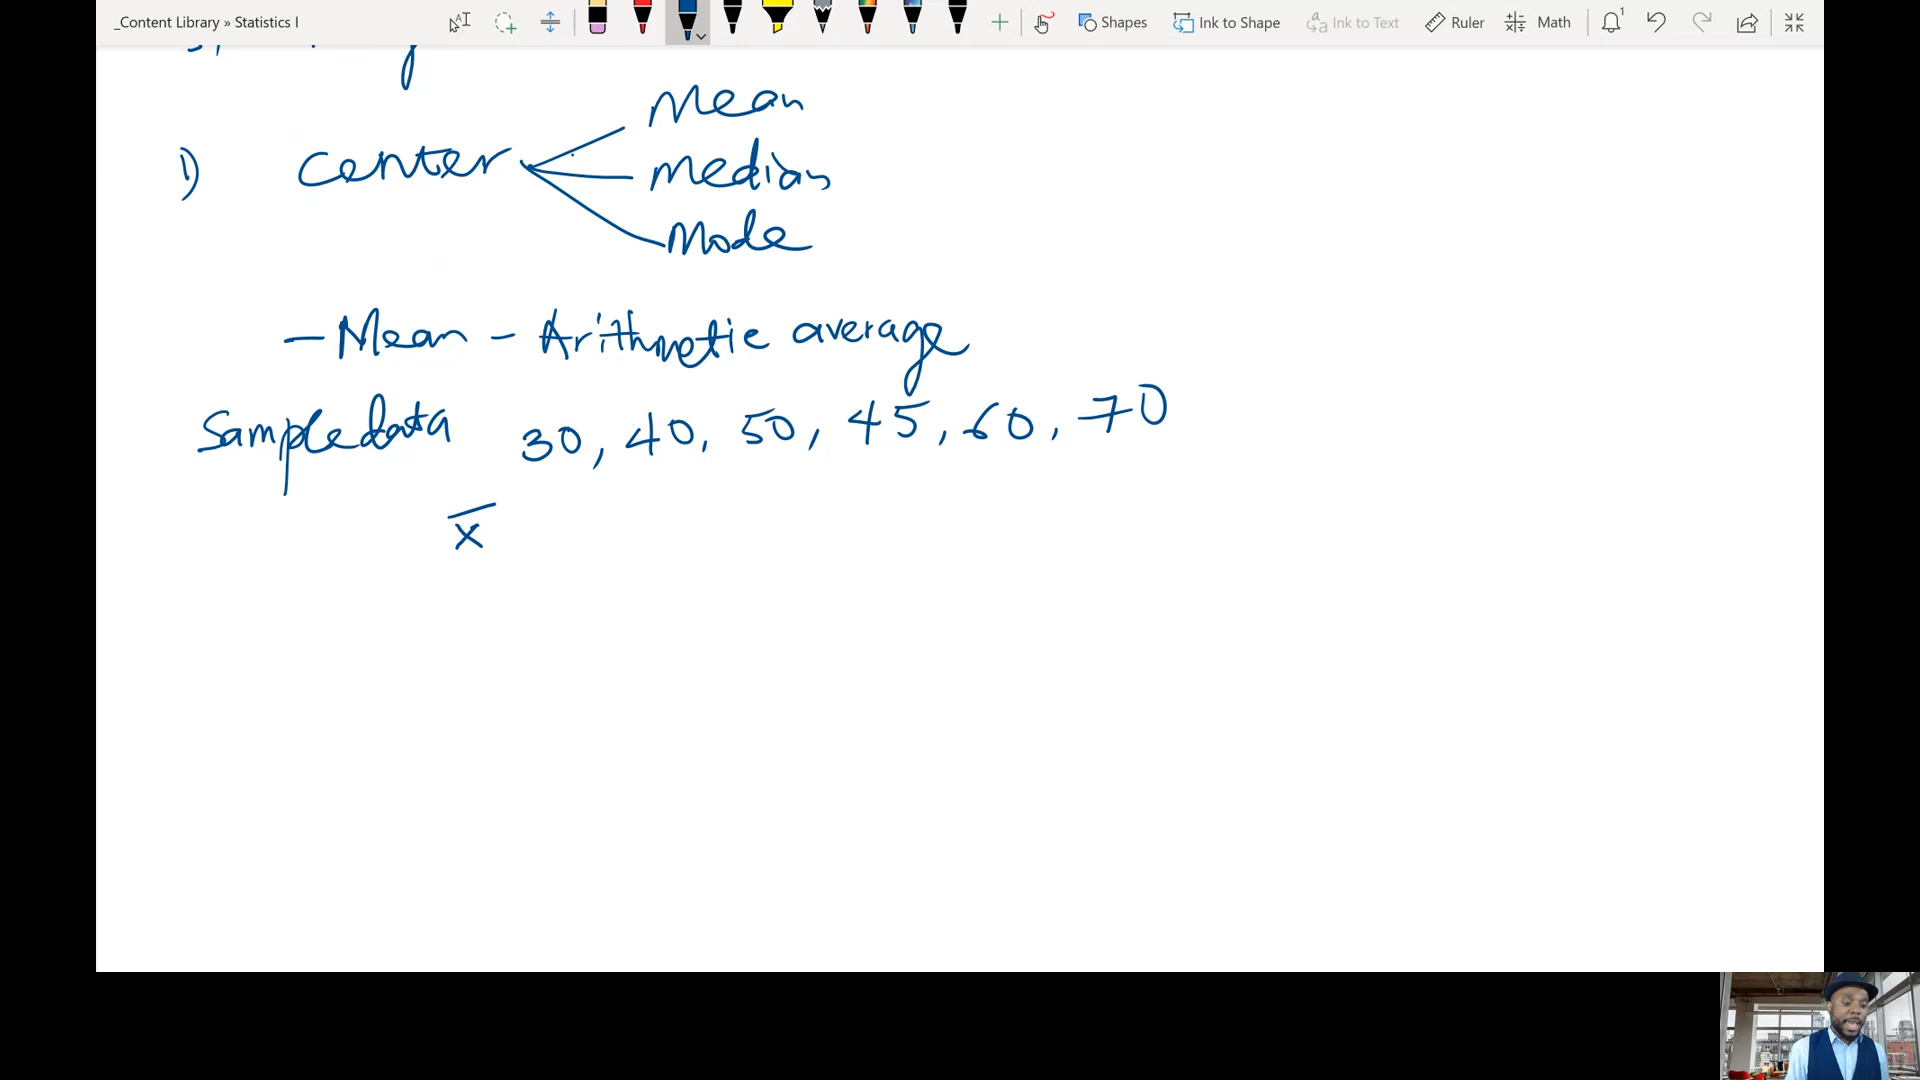 _Content Library » Statistics I
Shapes Ink to Shape Ink to Text Ruler Math 1
Mean
1) Center
Median
Mode
— Mean - Arithmetic average
Sample data 30, 40, 50, 45, 60, 70
x̅